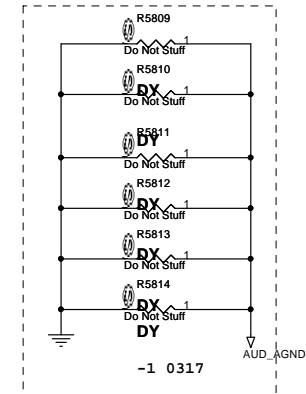 R5809
1
Do Not Stuff
R5810
DY
1
Do Not Stuff
R5811
DY
1
Do Not Stuff
R5812
DY
1
Do Not Stuff
R5813
DY
1
Do Not Stuff
R5814
DY
1
Do Not Stuff
DY
AUD_AGND
-1 0317